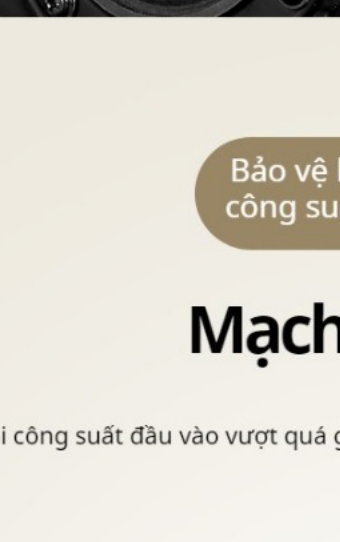 Bảo vệ
công su
Mạch
i công suất đầu vào vượt quá g